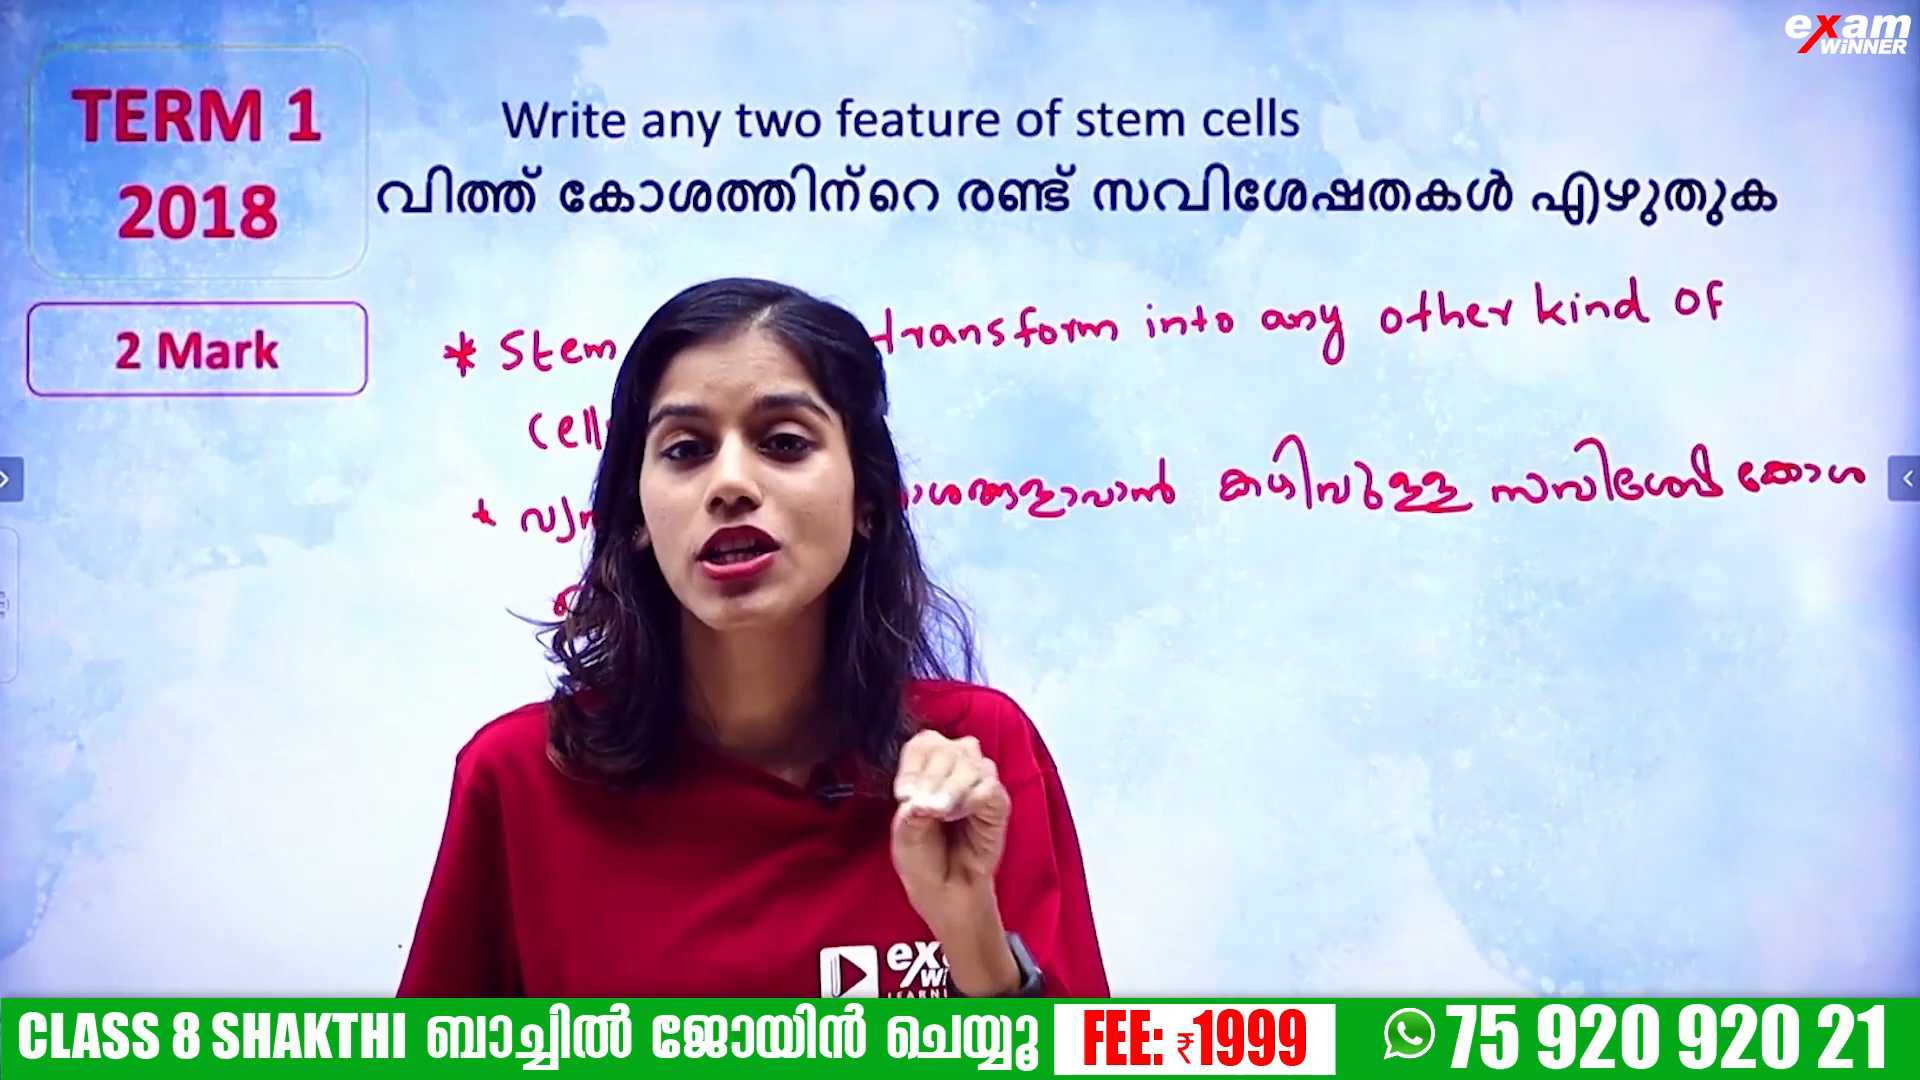 exam
WINNER
TERM 1
2018
2 Mark
Write any two feature of stem cells
വിത്ത് കോശത്തിന്റെ രണ്ട് സവിശേഷതകൾ എഴുതുക
* Stem transform into any other kind of
Cell
* കഴിവുള്ള സവിശേഷ കോശ
CLASS 8 SHAKTHI ബാച്ചിൽ ജോയിൻ ചെയ്യൂ FEE: ₹1999 75 920 920 21